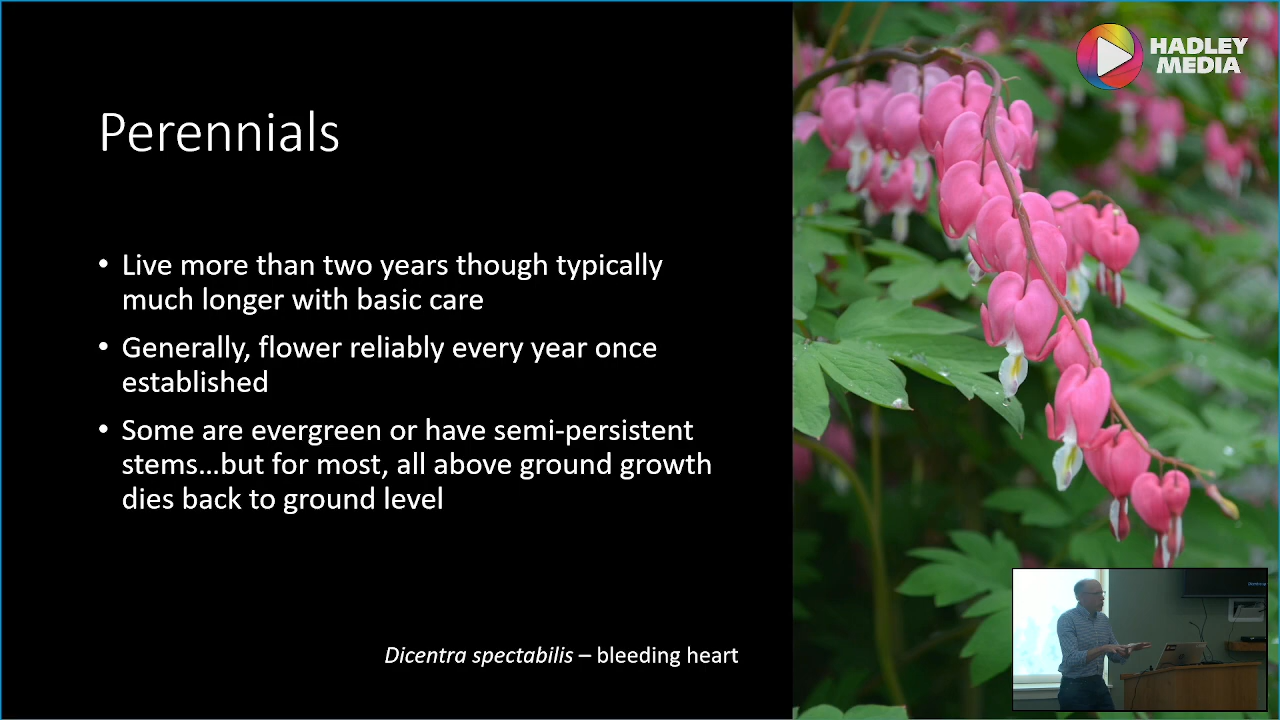 HADLEY
MEDIA
Perennials
• Live more than two years though typically
much longer with basic care
• Generally, flower reliably every year once
established
• Some are evergreen or have semi-persistent
stems...but for most, all above ground growth
dies back to ground level
Dicentra spectabilis – bleeding heart